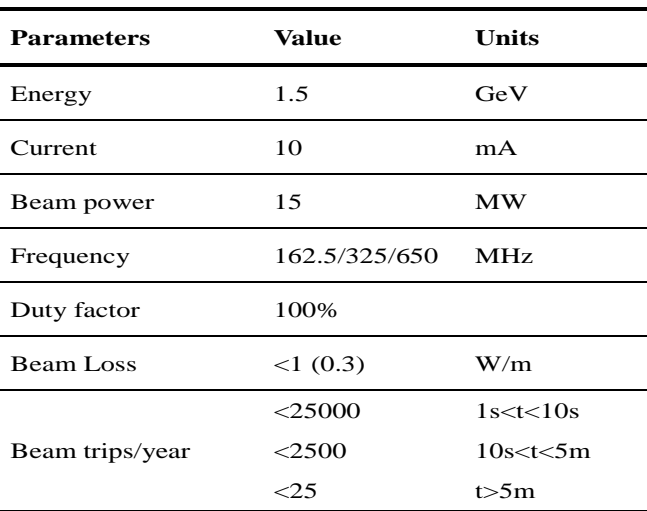 Parameters Value Units
Energy 1.5 GeV
Current 10 mA
Beam power 15 MW
Frequency 162.5/325/650 MHz
Duty factor 100%
Beam Loss <1 (0.3) W/m
<25000 1s<t<10s
Beam trips/year <2500 10s<t<5m
<25 t>5m